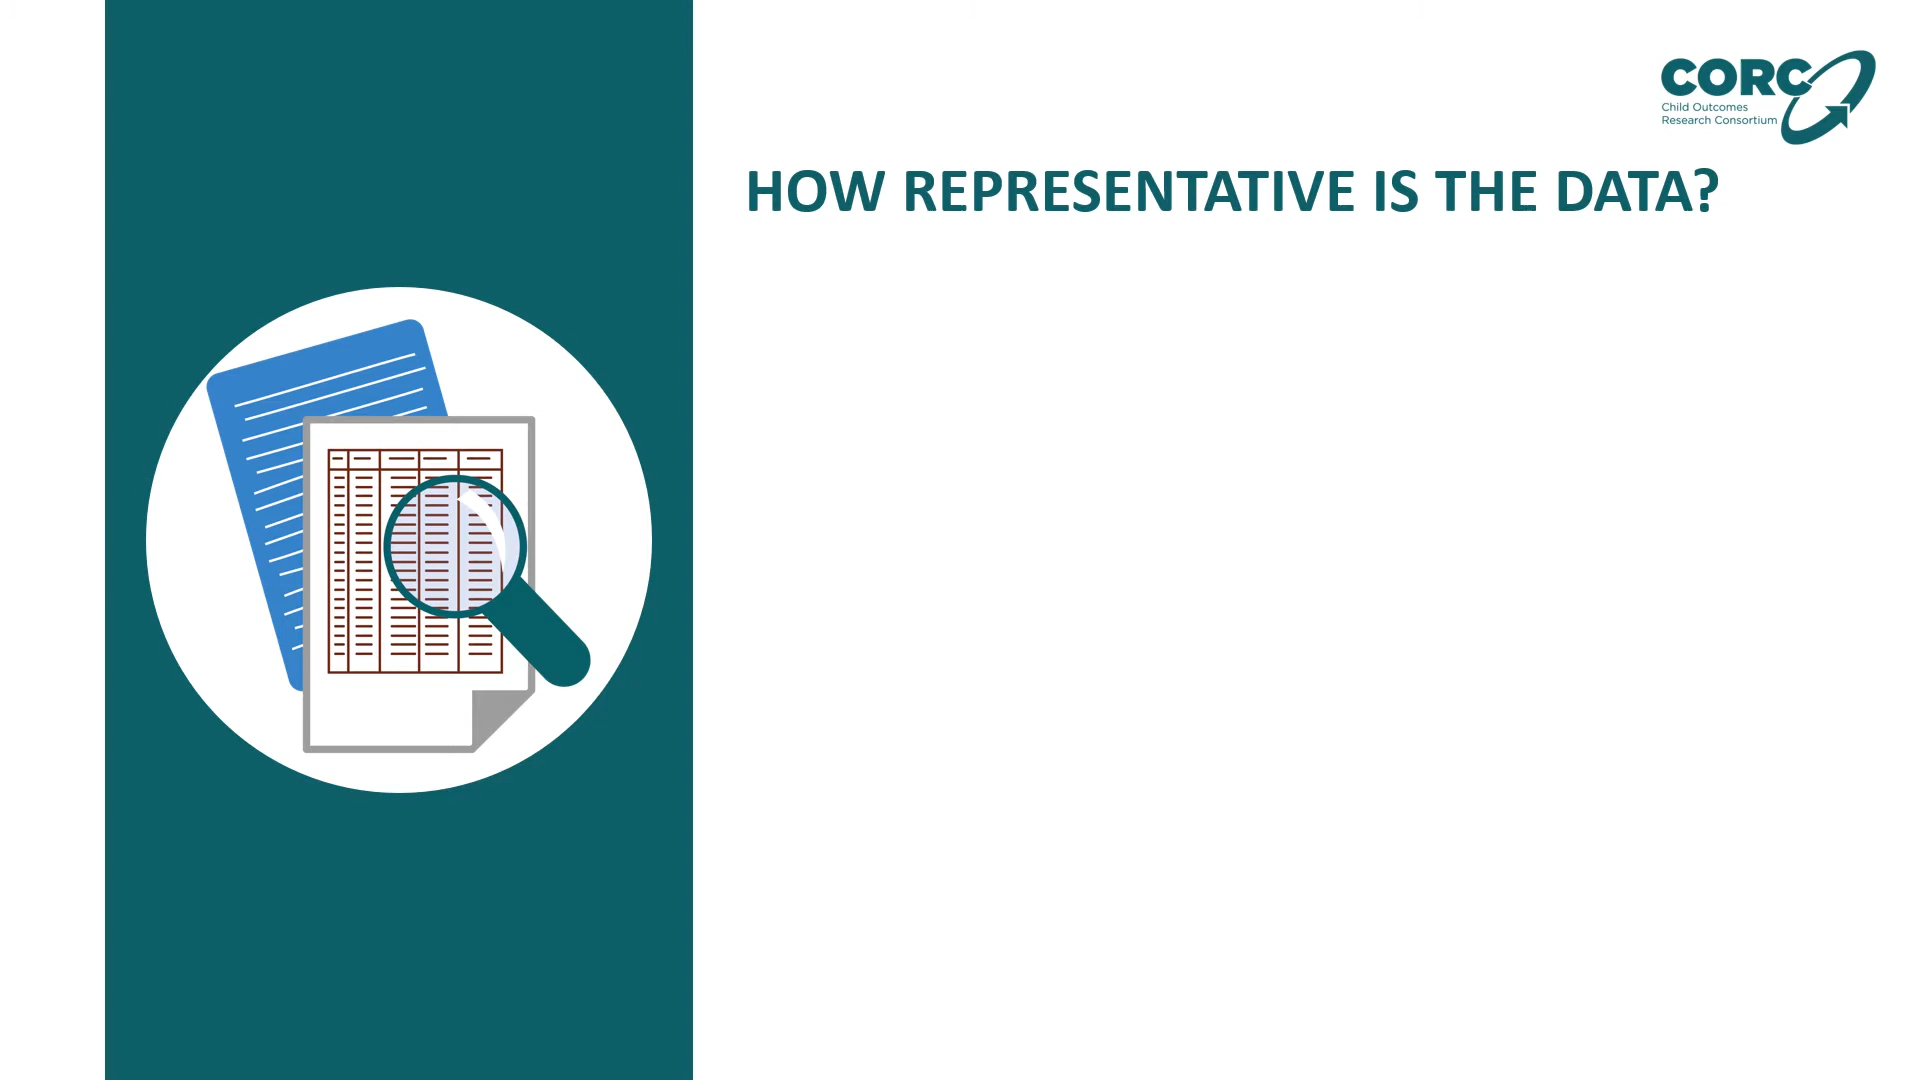 CORC
Child Outcomes
Research Consortium
HOW REPRESENTATIVE IS THE DATA?